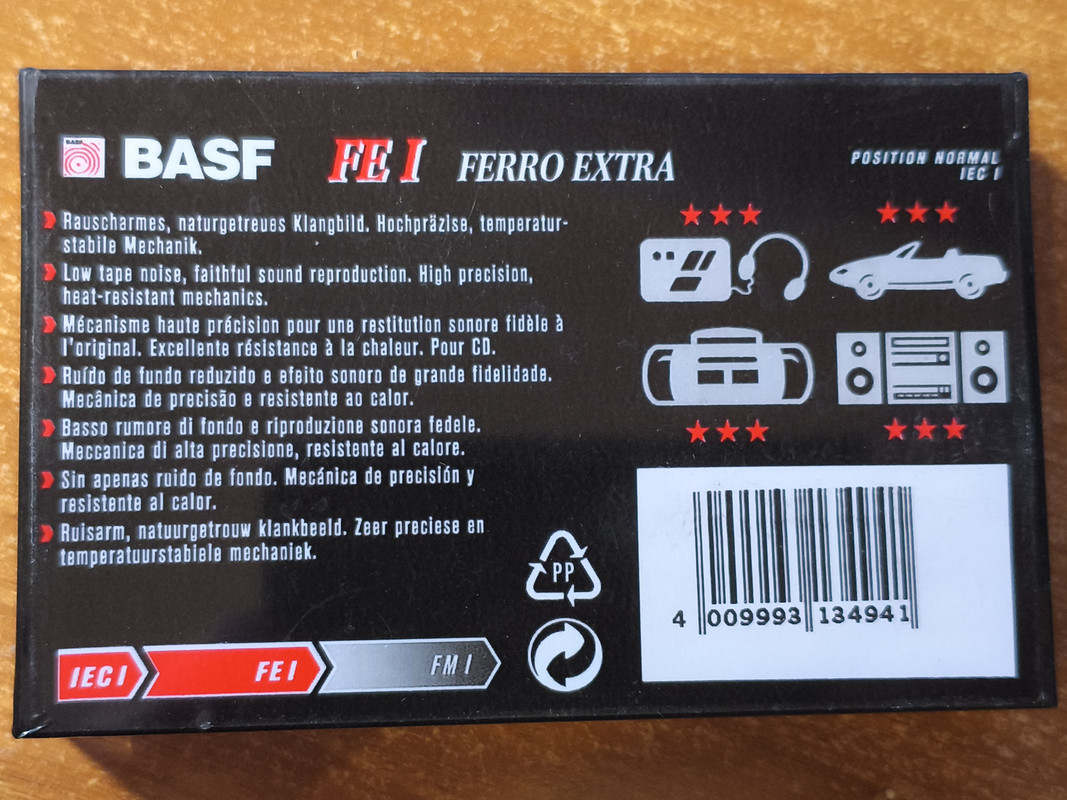 BASF
BASF FE I FERRO EXTRA
POSITION NORMAL
IEC I
Rauscharmes, naturgetreues Klangbild. Hochpräzise, temperatur-
stabile Mechanik.
Low tape noise, faithful sound reproduction. High precision,
heat-resistant mechanics.
Mécanisme haute précision pour une restitution sonore fidèle à
l'original. Excellente résistance à la chaleur. Pour CD.
Ruído de fundo reduzido e efeito sonoro de grande fidelidade.
Mecânica de precisão e resistente ao calor.
Basso rumore di fondo e riproduzione sonora fedele.
Meccanica di alta precisione, resistente al calore.
Sin apenas ruido de fondo. Mecánica de precisión y
resistente al calor.
Ruisarm, natuurgetrouw klankbeeld. Zeer preciese en
temperatuurstabiele mechaniek.
PP
4 009993 134941
IEC I FE I FM I